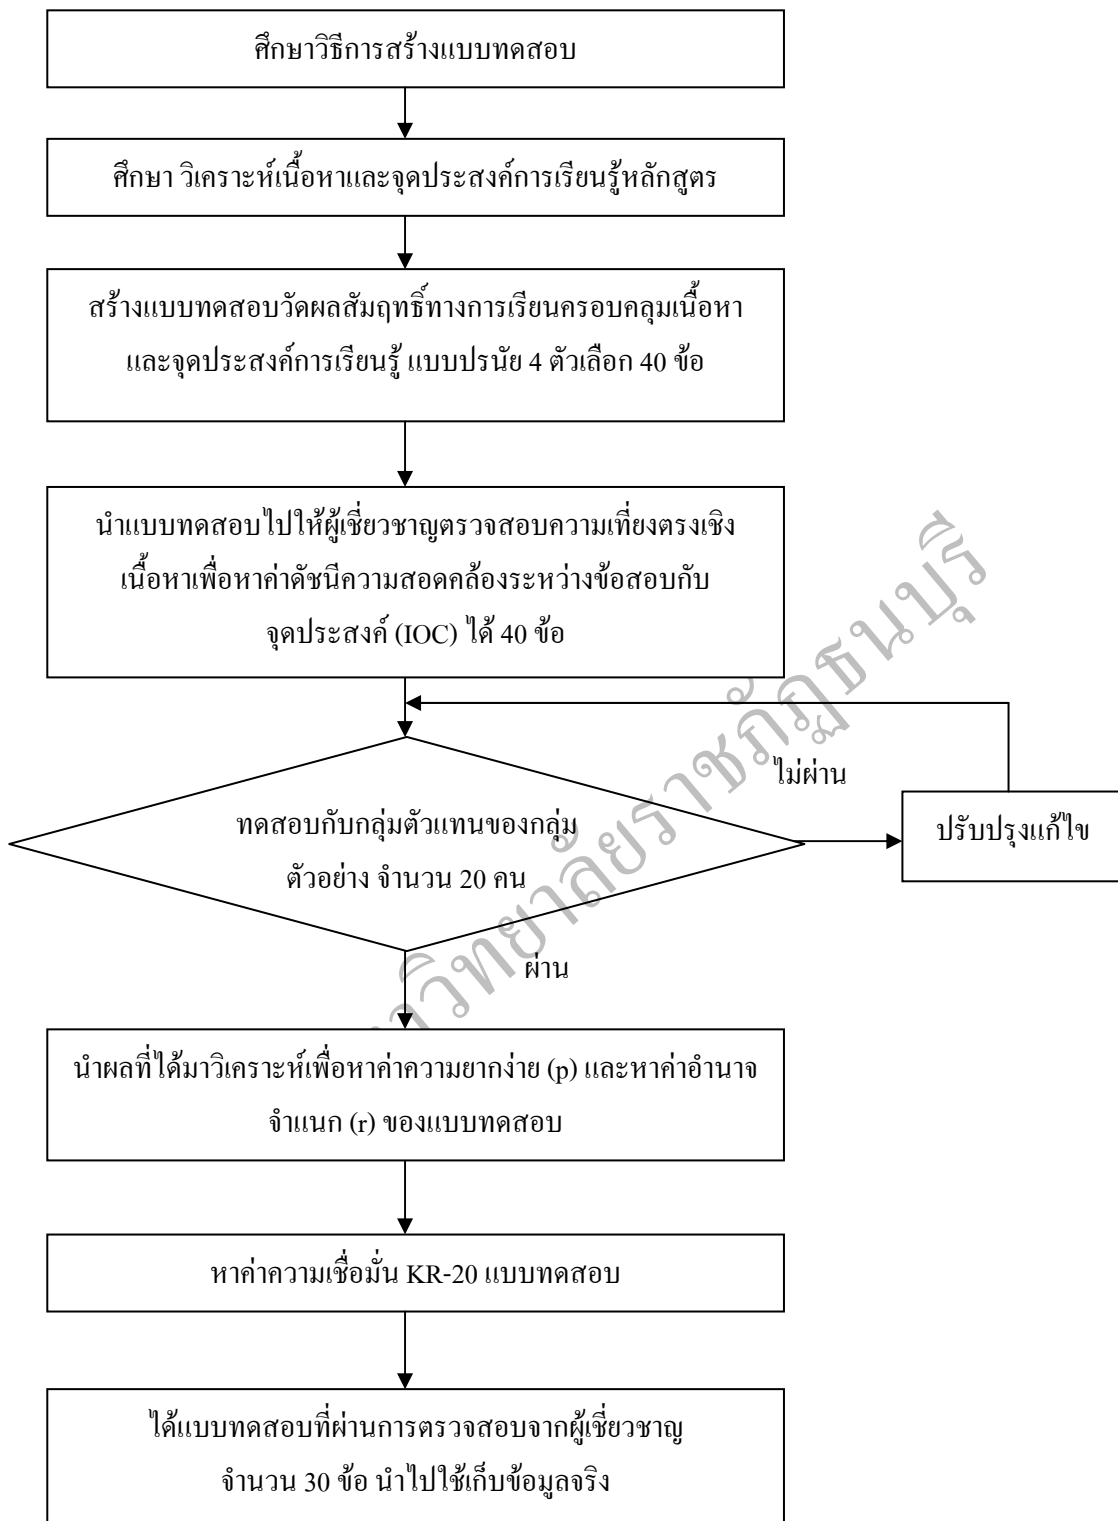 ศึกษาวิธีการสร้างแบบทดสอบ
ศึกษา วิเคราะห์เนื้อหาและจุดประสงค์การเรียนรู้หลักสูตร
สร้างแบบทดสอบวัดผลสัมฤทธิ์ทางการเรียนครอบคลุมเนื้อหา
และจุดประสงค์การเรียนรู้ แบบปรนัย 4 ตัวเลือก 40 ข้อ
นำแบบทดสอบไปให้ผู้เชี่ยวชาญตรวจสอบความเที่ยงตรงเชิง
เนื้อหาเพื่อหาค่าดัชนีความสอดคล้องระหว่างข้อสอบกับ
จุดประสงค์ (IOC) ได้ 40 ข้อ
ไม่ผ่าน
ทดสอบกับกลุ่มตัวแทนของกลุ่ม
ตัวอย่าง จำนวน 20 คน
ปรับปรุงแก้ไข
ผ่าน
นำผลที่ได้มาวิเคราะห์เพื่อหาค่าความยากง่าย (p) และหาค่าอำนาจ
จำแนก (r) ของแบบทดสอบ
หาค่าความเชื่อมั่น KR-20 แบบทดสอบ
ได้แบบทดสอบที่ผ่านการตรวจสอบจากผู้เชี่ยวชาญ
จำนวน 30 ข้อ นำไปใช้เก็บข้อมูลจริง
าวิทยาลัยราชภัฏธนบุรี